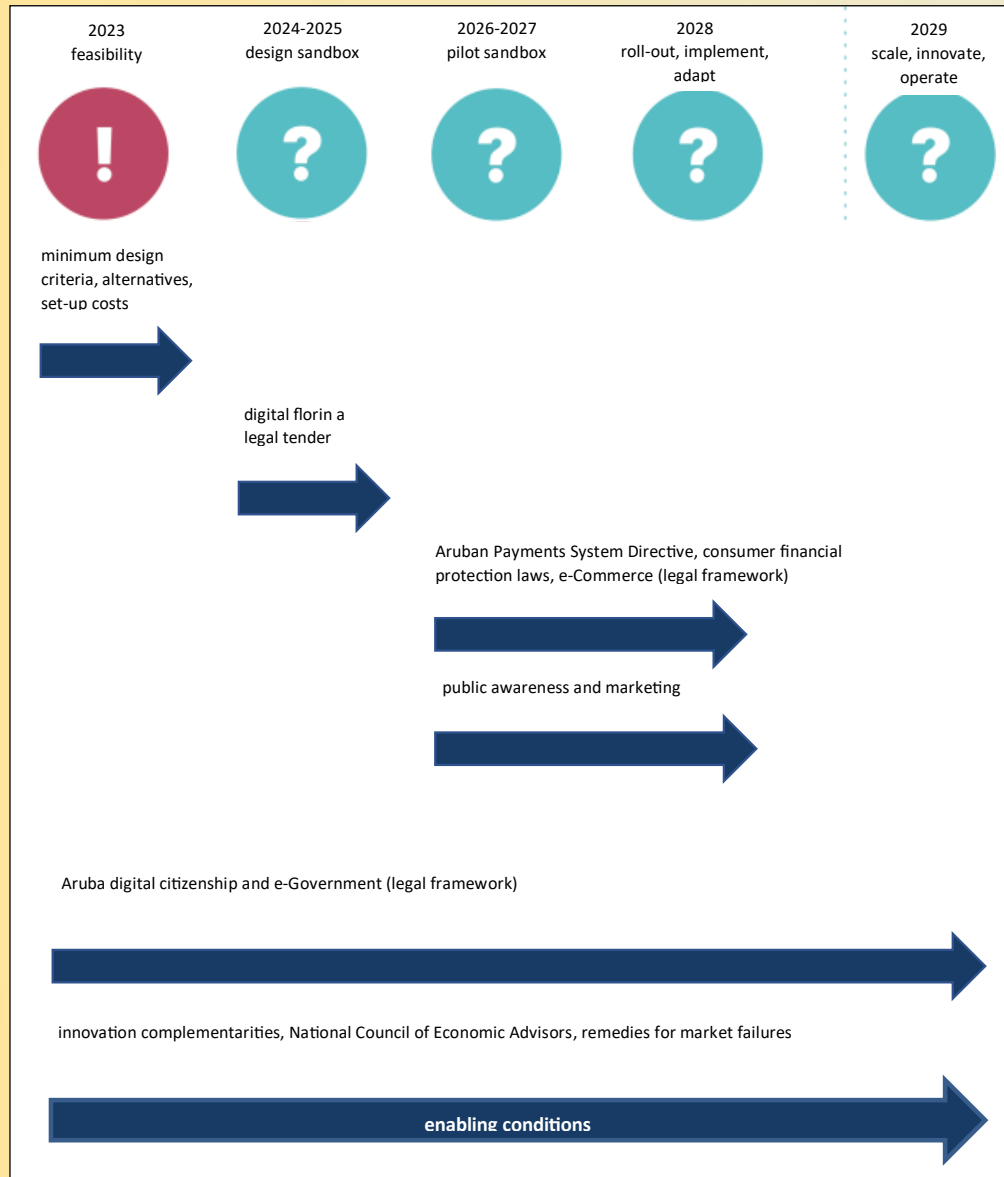 2023
feasibility
2024-2025
design sandbox
2026-2027
pilot sandbox
2028
roll-out, implement,
adapt
2029
scale, innovate,
operate
!
?
?
?
?
minimum design
criteria, alternatives,
set-up costs
digital florin a
legal tender
Aruban Payments System Directive, consumer financial
protection laws, e-Commerce (legal framework)
public awareness and marketing
Aruba digital citizenship and e-Government (legal framework)
innovation complementarities, National Council of Economic Advisors, remedies for market failures
enabling conditions